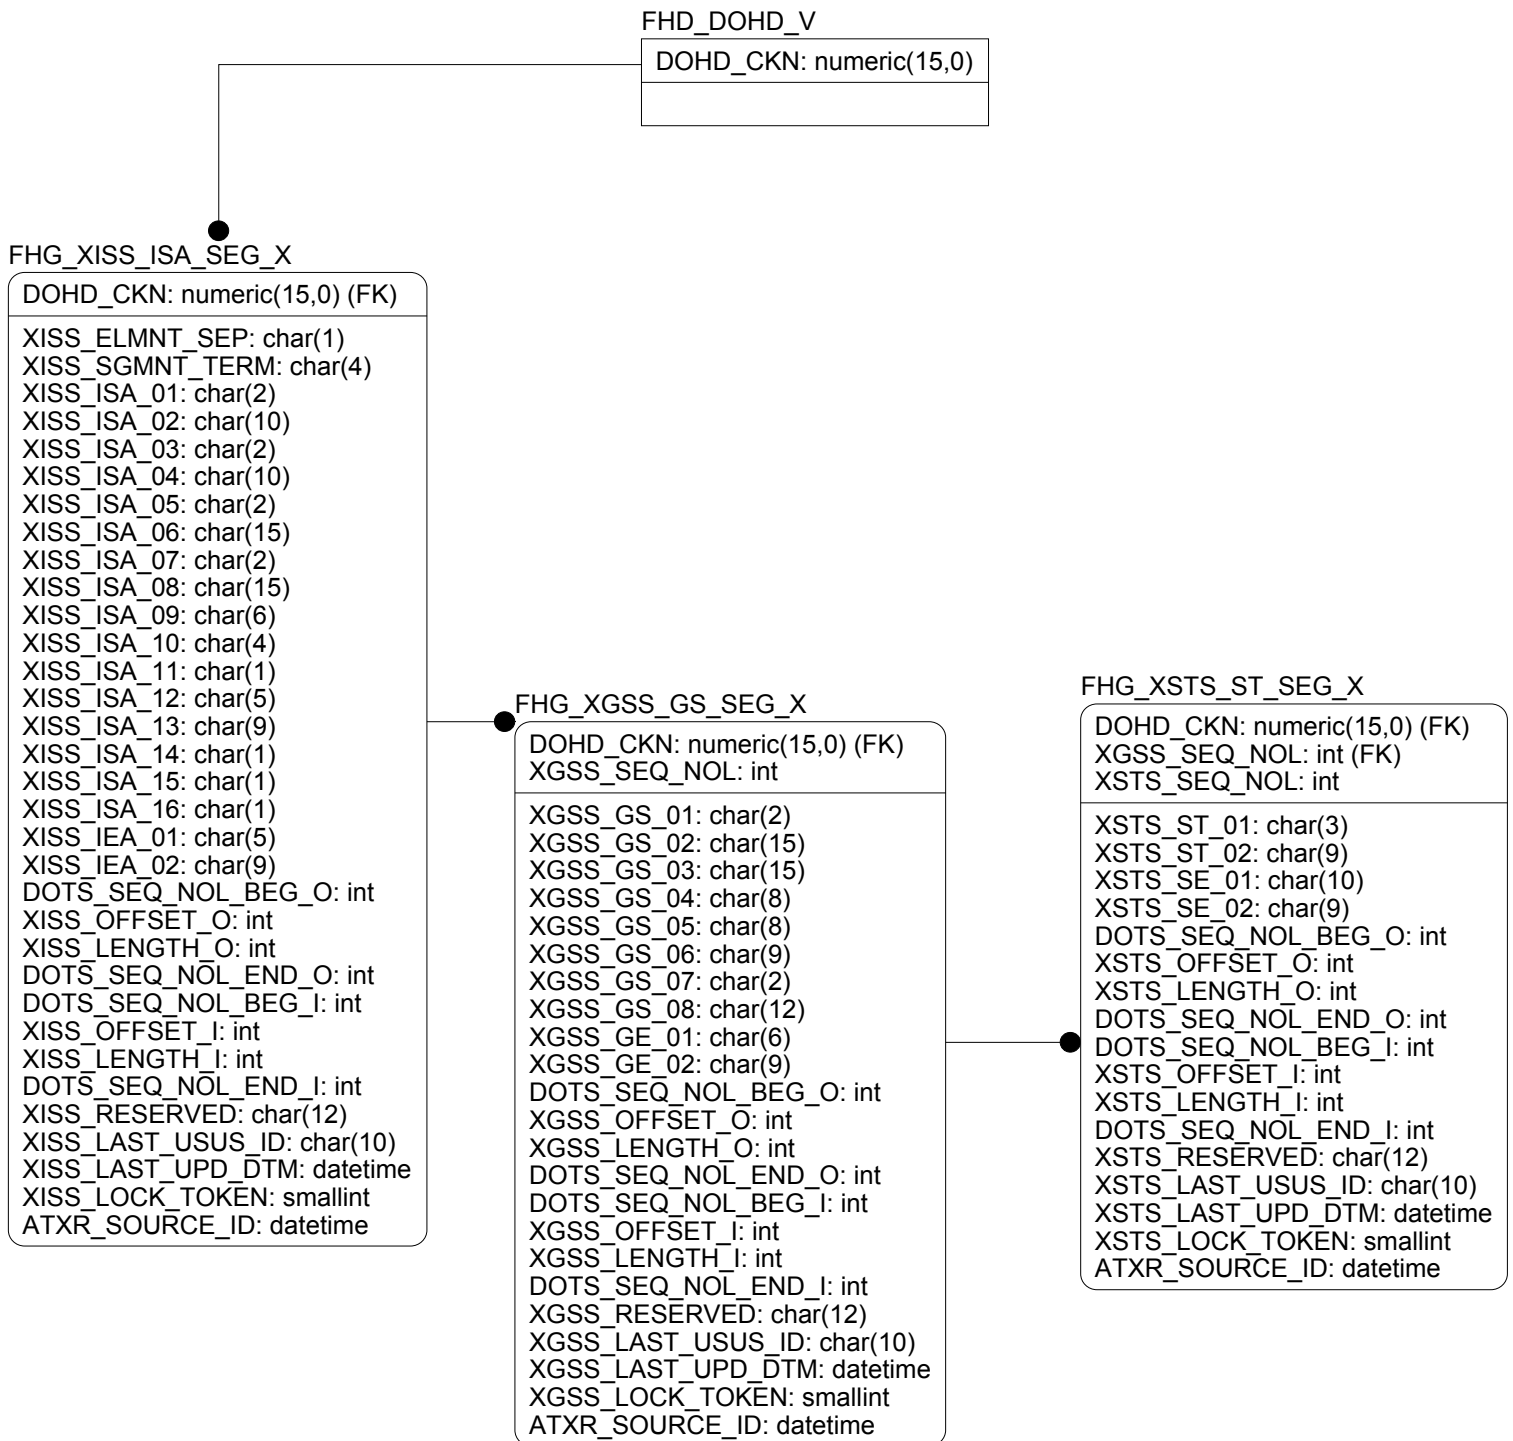 FHD_DOHD_V
DOHD_CKN: numeric(15,0)
FHG_XISS_ISA_SEG_X
DOHD_CKN: numeric(15,0) (FK)
XISS_ELMNT_SEP: char(1)
XISS_SGMNT_TERM: char(4)
XISS_ISA_01: char(2)
XISS_ISA_02: char(10)
XISS_ISA_03: char(2)
XISS_ISA_04: char(10)
XISS_ISA_05: char(2)
XISS_ISA_06: char(15)
XISS_ISA_07: char(2)
XISS_ISA_08: char(15)
XISS_ISA_09: char(6)
XISS_ISA_10: char(4)
XISS_ISA_11: char(1)
XISS_ISA_12: char(5)
XISS_ISA_13: char(9)
XISS_ISA_14: char(1)
XISS_ISA_15: char(1)
XISS_ISA_16: char(1)
XISS_IEA_01: char(5)
XISS_IEA_02: char(9)
DOTS_SEQ_NOL_BEG_O: int
XISS_OFFSET_O: int
XISS_LENGTH_O: int
DOTS_SEQ_NOL_END_O: int
DOTS_SEQ_NOL_BEG_I: int
XISS_OFFSET_I: int
XISS_LENGTH_I: int
DOTS_SEQ_NOL_END_I: int
XISS_RESERVED: char(12)
XISS_LAST_USUS_ID: char(10)
XISS_LAST_UPD_DTM: datetime
XISS_LOCK_TOKEN: smallint
ATXR_SOURCE_ID: datetime
FHG_XGSS_GS_SEG_X
DOHD_CKN: numeric(15,0) (FK)
XGSS_SEQ_NOL: int
XGSS_GS_01: char(2)
XGSS_GS_02: char(15)
XGSS_GS_03: char(15)
XGSS_GS_04: char(8)
XGSS_GS_05: char(8)
XGSS_GS_06: char(9)
XGSS_GS_07: char(2)
XGSS_GS_08: char(12)
XGSS_GE_01: char(6)
XGSS_GE_02: char(9)
DOTS_SEQ_NOL_BEG_O: int
XGSS_OFFSET_O: int
XGSS_LENGTH_O: int
DOTS_SEQ_NOL_END_O: int
DOTS_SEQ_NOL_BEG_I: int
XGSS_OFFSET_I: int
XGSS_LENGTH_I: int
DOTS_SEQ_NOL_END_I: int
XGSS_RESERVED: char(12)
XGSS_LAST_USUS_ID: char(10)
XGSS_LAST_UPD_DTM: datetime
XGSS_LOCK_TOKEN: smallint
ATXR_SOURCE_ID: datetime
FHG_XSTS_ST_SEG_X
DOHD_CKN: numeric(15,0) (FK)
XGSS_SEQ_NOL: int (FK)
XSTS_SEQ_NOL: int
XSTS_ST_01: char(3)
XSTS_ST_02: char(9)
XSTS_SE_01: char(10)
XSTS_SE_02: char(9)
DOTS_SEQ_NOL_BEG_O: int
XSTS_OFFSET_O: int
XSTS_LENGTH_O: int
DOTS_SEQ_NOL_END_O: int
DOTS_SEQ_NOL_BEG_I: int
XSTS_OFFSET_I: int
XSTS_LENGTH_I: int
DOTS_SEQ_NOL_END_I: int
XSTS_RESERVED: char(12)
XSTS_LAST_USUS_ID: char(10)
XSTS_LAST_UPD_DTM: datetime
XSTS_LOCK_TOKEN: smallint
ATXR_SOURCE_ID: datetime